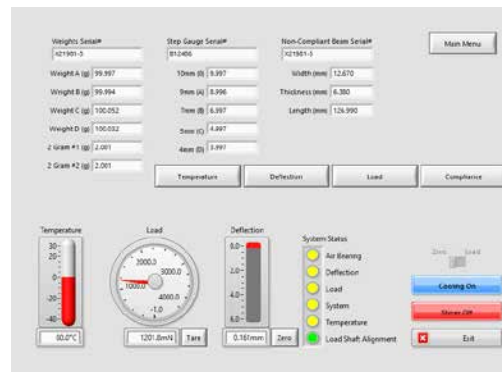 Weights Serial#
X21981-5
Weight A (g) 99.997
Weight B (g) 99.994
Weight C (g) 100.052
Weight D (g) 100.032
2 Gram #1 (g) 2.001
2 Gram #2 (g) 2.001
Step Gauge Serial#
812486
10mm (0) 9.997
9mm (A) 8.996
7mm (B) 6.997
5mm (C) 4.997
4mm (D) 3.997
Non-Compliant Beam Serial#
X21981-5
Width (mm) 12.670
Thickness (mm) 6.380
Length (mm) 126.990
Main Menu
Temperature
Deflection
Load
Compliance
Temperature
30-
20-
0-
-20-
-40-
Load
2000.0
3000.0
1000.0
4000.0
-1.0
1201.8mN
Tare
Deflection
0.0-
2.0-
4.0-
6.0-
0.161mm
Zero
System Status
Air Bearing
Deflection
Load
System
Temperature
Load Shaft Alignment
Zero
Load
Cooling On
Stirrer Off
Exit